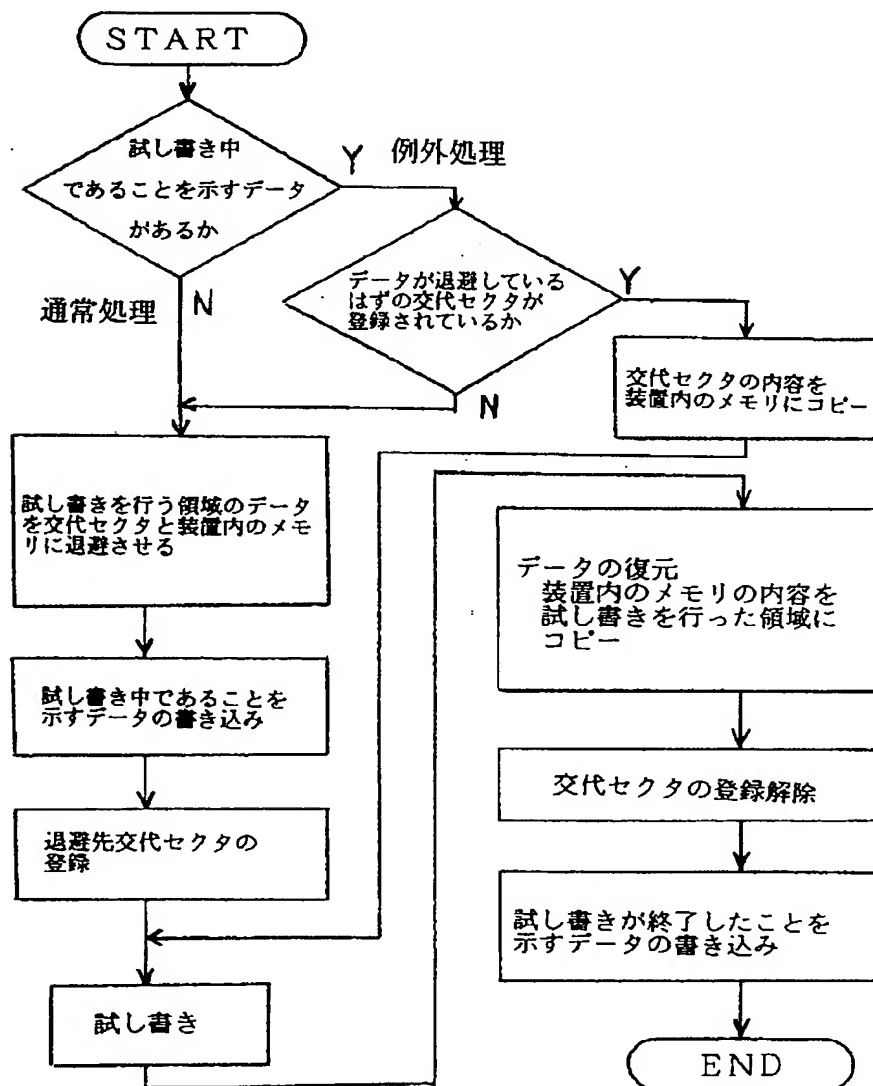 START
試し書き中
であることを示すデータ
があるか
Y
例外処理
通常処理
N
データが退避している
はずの交代セクタが
登録されているか
Y
N
交代セクタの内容を
装置内のメモリにコピー
試し書きを行う領域のデータ
を交代セクタと装置内のメモ
リに退避させる
試し書き中であることを
示すデータの書き込み
退避先交代セクタの
登録
試し書き
データの復元
装置内のメモリの内容を
試し書きを行った領域に
コピー
交代セクタの登録解除
試し書きが終了したことを
示すデータの書き込み
END